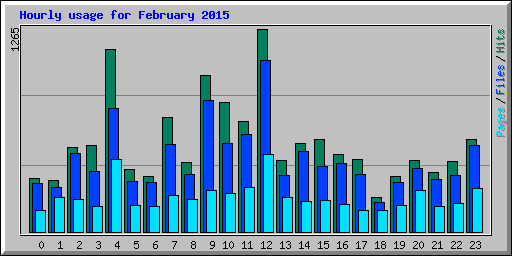 Hourly usage for February 2015
1265
Pages / Files / Hits
0 1 2 3 4 5 6 7 8 9 10 11 12 13 14 15 16 17 18 19 20 21 22 23